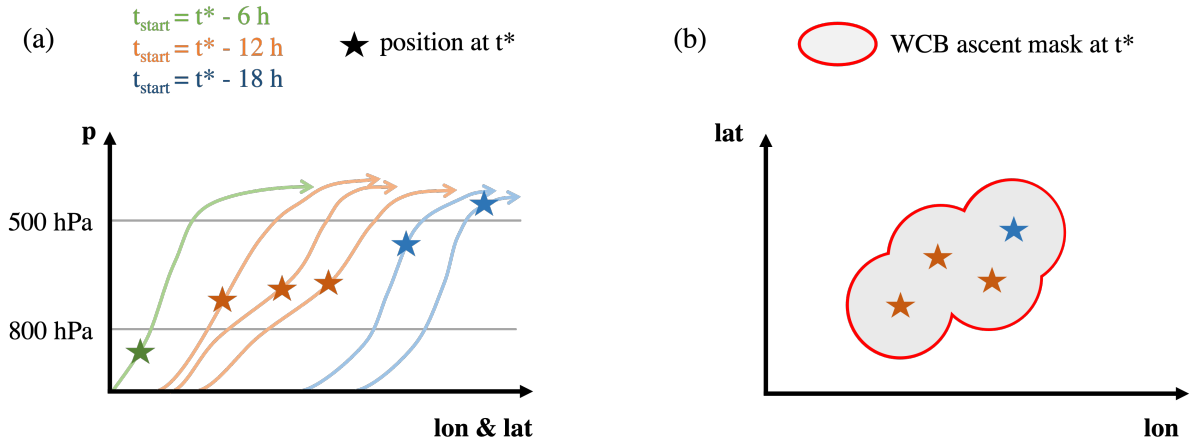 (a)
t_start = t* - 6 h
t_start = t* - 12 h
t_start = t* - 18 h
position at t*
p
500 hPa
800 hPa
lon & lat
(b)
WCB ascent mask at t*
lat
lon